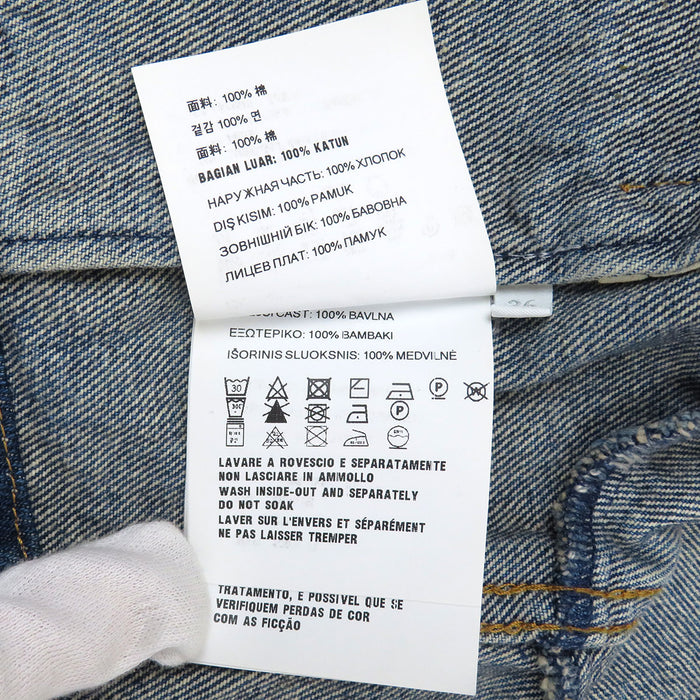 面料: 100% 棉
겉감 100% 면
面料: 100% 棉
BAGIAN LUAR: 100% KATUN
НАРУЖНАЯ ЧАСТЬ: 100% ХЛОПОК
DIŞ KISIM: 100% PAMUK
ЗОВНІШНІЙ БІК: 100% БАВОВНА
ЛИЦЕВ ПЛАТ: 100% ПАМУК
100% BAVLNA
ΕΞΩΤΕΡΙΚΟ: 100% ΒΑΜΒΑΚΙ
IŠORINIS SLUOKSNIS: 100% MEDVILNĖ
30 P W
P
LAVARE A ROVESCIO E SEPARATAMENTE
NON LASCIARE IN AMMOLLO
WASH INSIDE-OUT AND SEPARATELY
DO NOT SOAK
LAVER SUR L'ENVERS ET SÉPARÉMENT
NE PAS LAISSER TREMPER
TRATAMENTO, E POSSIVEL QUE SE
VERIFIQUEM PERDAS DE COR
COM AS FICÇÃO